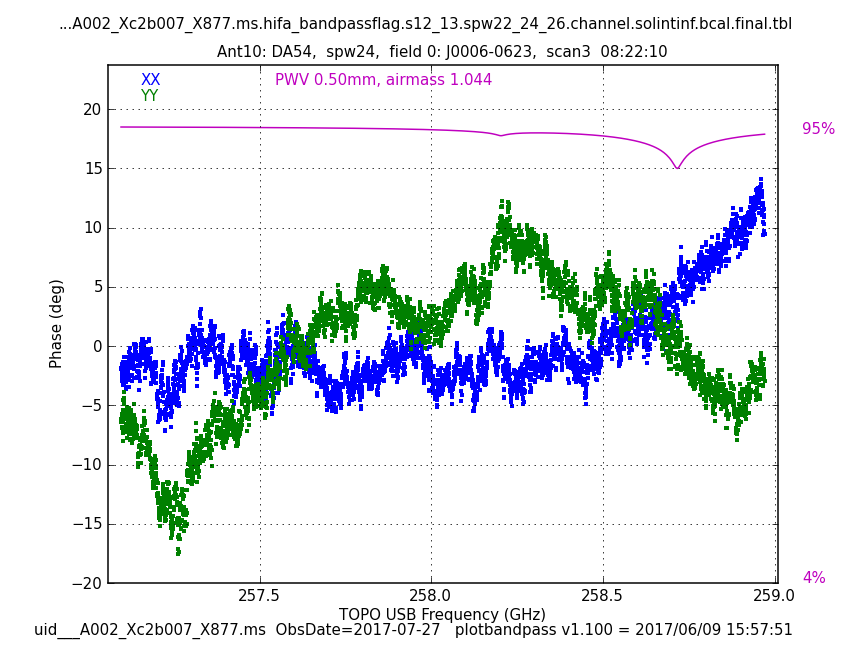 ...A002_Xc2b007_X877.ms.hifa_bandpassflag.s12_13.spw22_24_26.channel.solintinf.bcal.final.tbl
Ant10: DA54, spw24, field 0: J0006-0623, scan3 08:22:10
XX
PWV 0.50mm, airmass 1.044
YY
20
95%
15
10
5
0
−5
−10
−15
−20
4%
Phase (deg)
257.5
258.0
258.5
259.0
TOPO USB Frequency (GHz)
uid___A002_Xc2b007_X877.ms ObsDate=2017-07-27 plotbandpass v1.100 = 2017/06/09 15:57:51